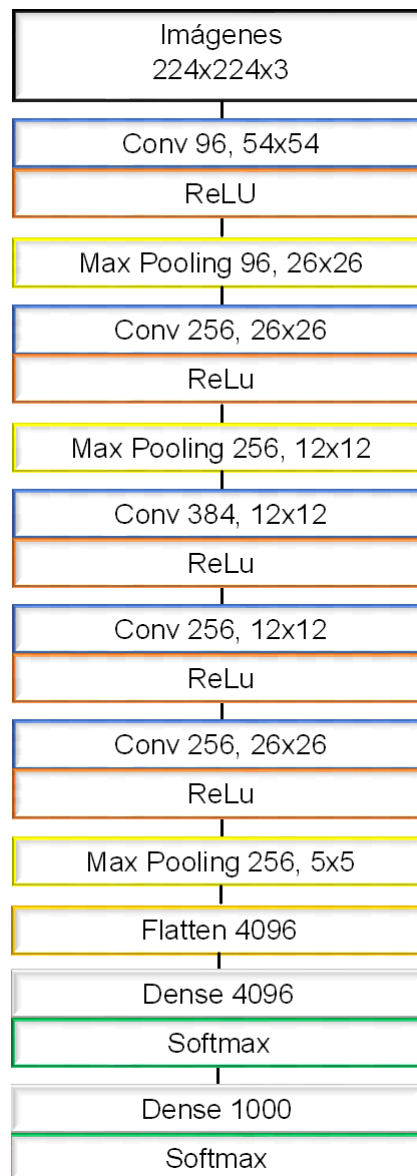 Imágenes
224x224x3
Conv 96, 54x54
ReLU
Max Pooling 96, 26x26
Conv 256, 26x26
ReLu
Max Pooling 256, 12x12
Conv 384, 12x12
ReLu
Conv 256, 12x12
ReLu
Conv 256, 26x26
ReLu
Max Pooling 256, 5x5
Flatten 4096
Dense 4096
Softmax
Dense 1000
Softmax